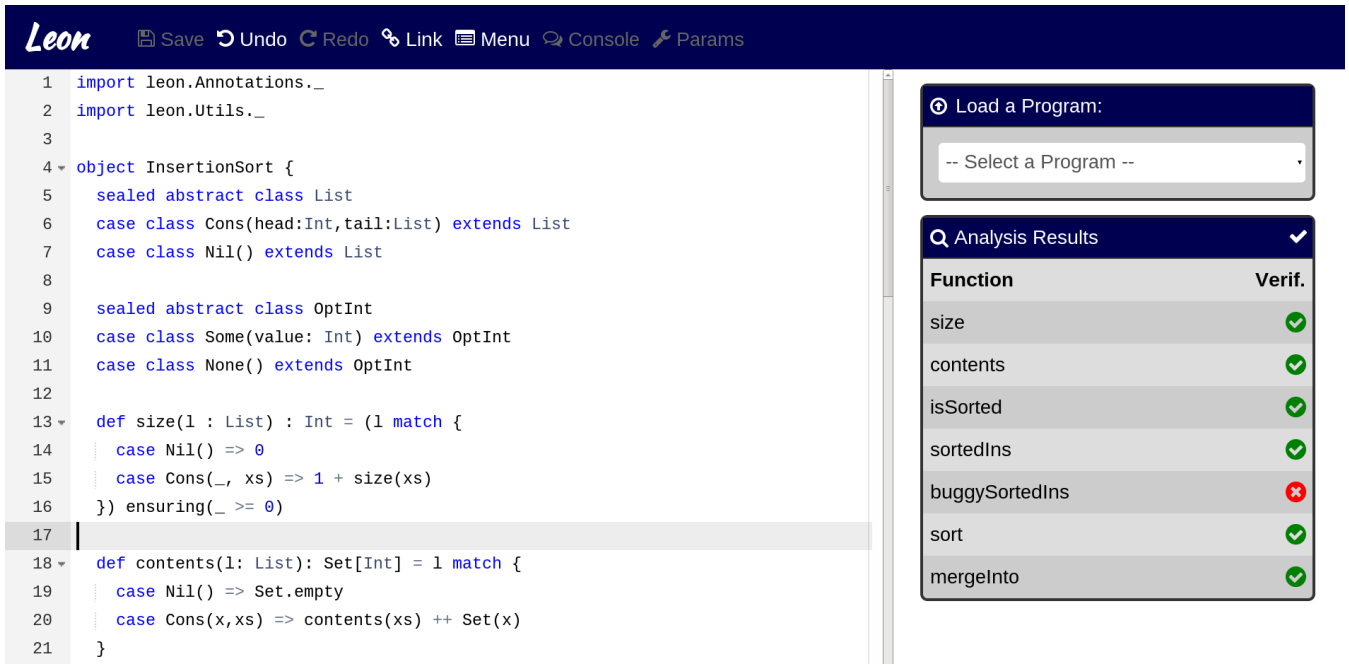 Leon Save Undo Redo Link Menu Console Params
1 import leon.Annotations._
2 import leon.Utils._
3
4 object InsertionSort {
5   sealed abstract class List
6   case class Cons(head:Int,tail:List) extends List
7   case class Nil() extends List
8
9   sealed abstract class OptInt
10   case class Some(value: Int) extends OptInt
11   case class None() extends OptInt
12
13   def size(l : List) : Int = (l match {
14     case Nil() => 0
15     case Cons(_, xs) => 1 + size(xs)
16   }) ensuring(_ >= 0)
17
18   def contents(l: List): Set[Int] = l match {
19     case Nil() => Set.empty
20     case Cons(x,xs) => contents(xs) ++ Set(x)
21   }
Load a Program:
-- Select a Program --
Analysis Results
Function Verif.
size
contents
isSorted
sortedIns
buggySortedIns
sort
mergeInto